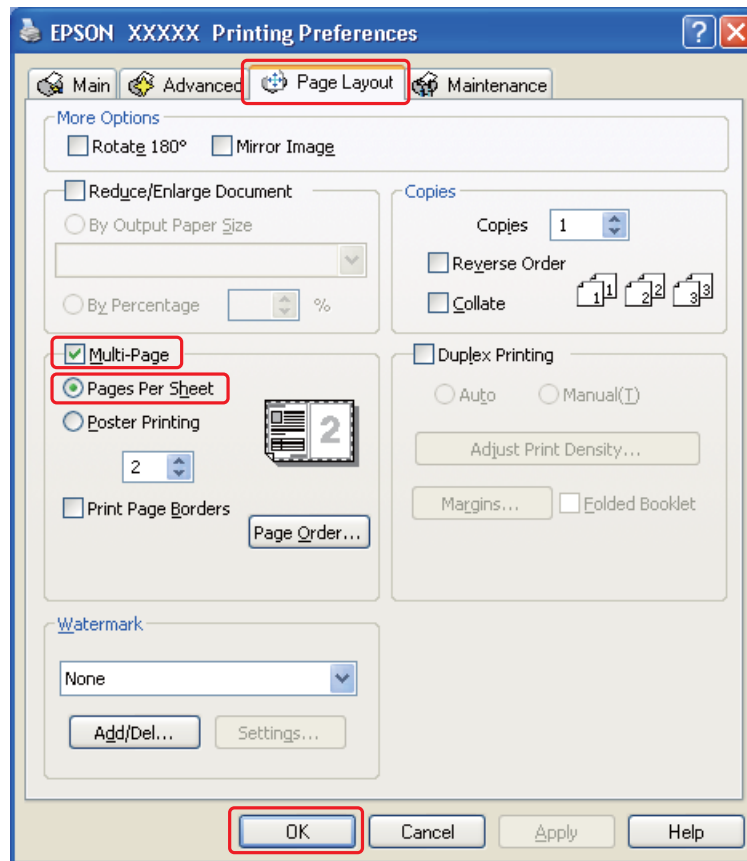 EPSON XXXXX Printing Preferences
Main
Advanced
Page Layout
Maintenance
More Options
Rotate 180°
Mirror Image
Reduce/Enlarge Document
By Output Paper Size
By Percentage
%
Copies
Copies 1
Reverse Order
Collate
1 1 2 2 3 3
Multi-Page
Pages Per Sheet
Poster Printing
2
2
Print Page Borders
Page Order...
Duplex Printing
Auto
Manual(T)
Adjust Print Density...
Margins...
Folded Booklet
Watermark
None
Add/Del...
Settings...
OK
Cancel
Apply
Help